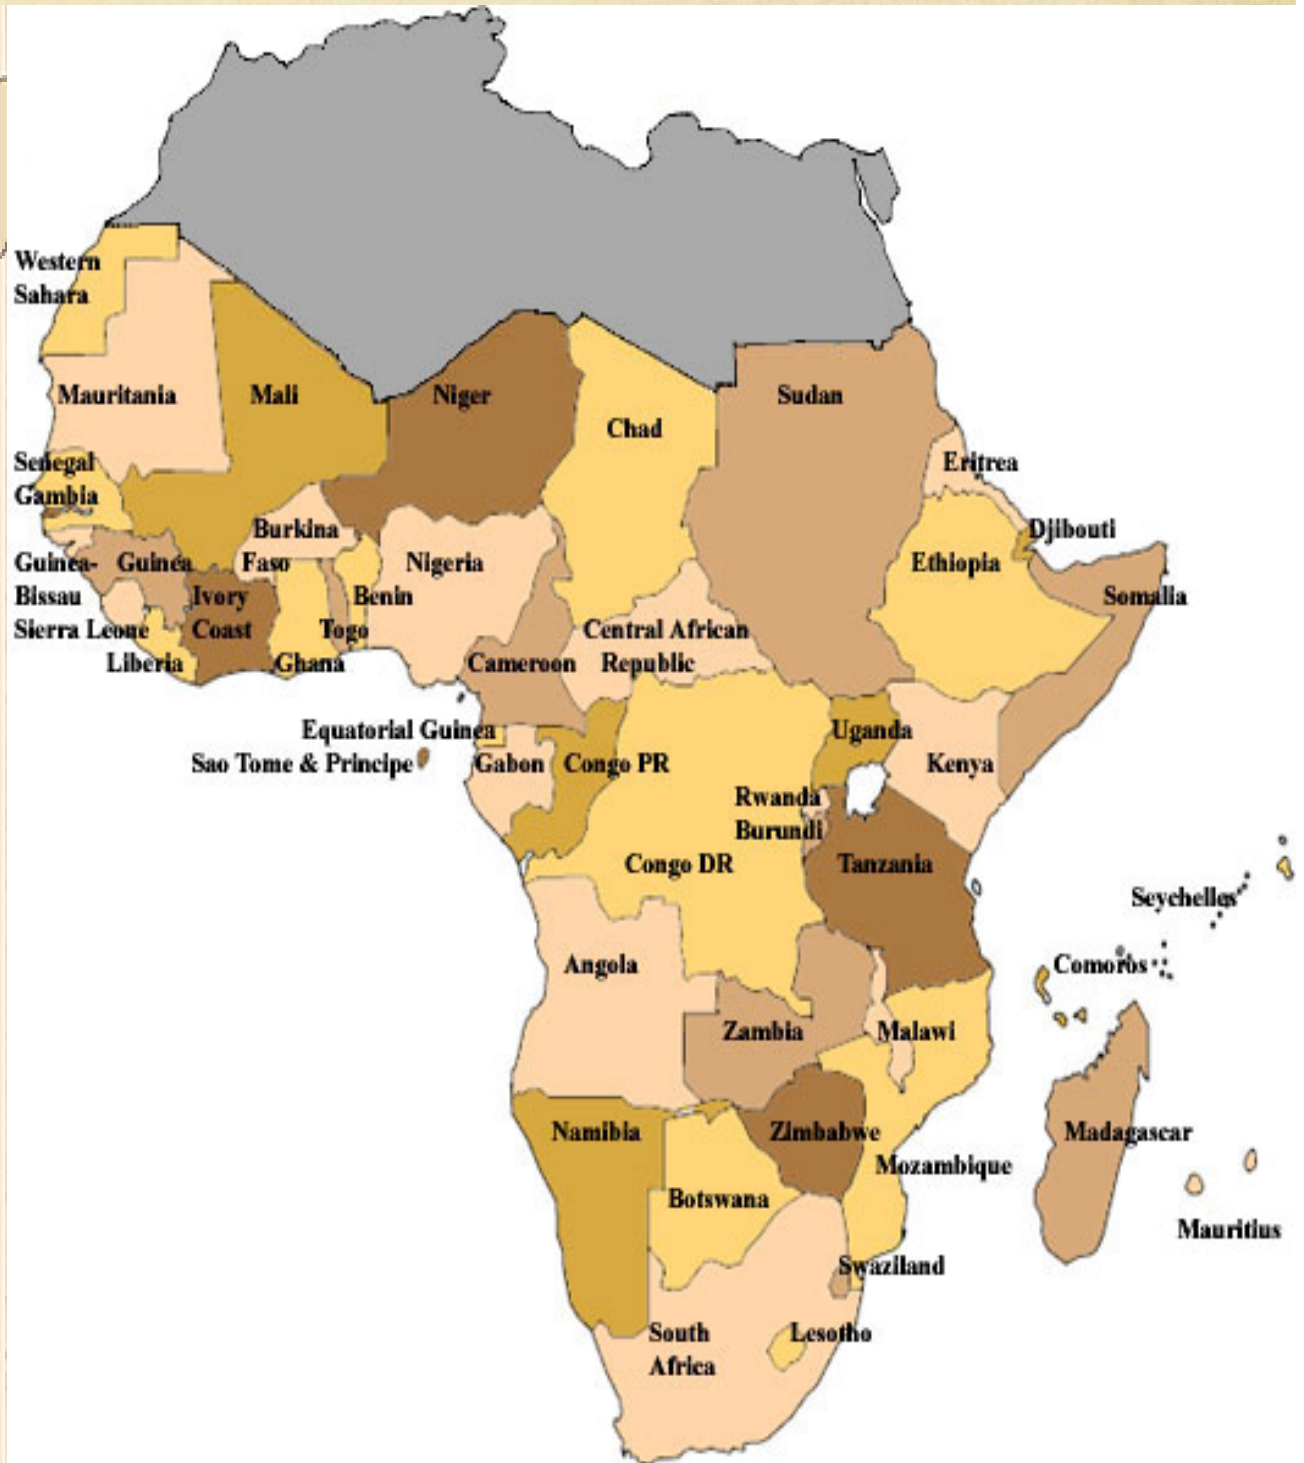 Western
Sahara
Mauritania
Mali
Niger
Chad
Sudan
Senegal
Gambia
Eritrea
Djibouti
Burkina
Faso
Guinea-
Bissau
Guinea
Nigeria
Ethiopia
Somalia
Ivory
Coast
Benin
Sierra Leone
Togo
Central African
Republic
Liberia
Ghana
Cameroon
Equatorial Guinea
Uganda
Sao Tome & Principe
Gabon
Congo PR
Kenya
Rwanda
Burundi
Congo DR
Tanzania
Seychelles
Angola
Comoros
Zambia
Malawi
Namibia
Zimbabwe
Madagascar
Mozambique
Botswana
Mauritius
Swaziland
South
Africa
Lesotho